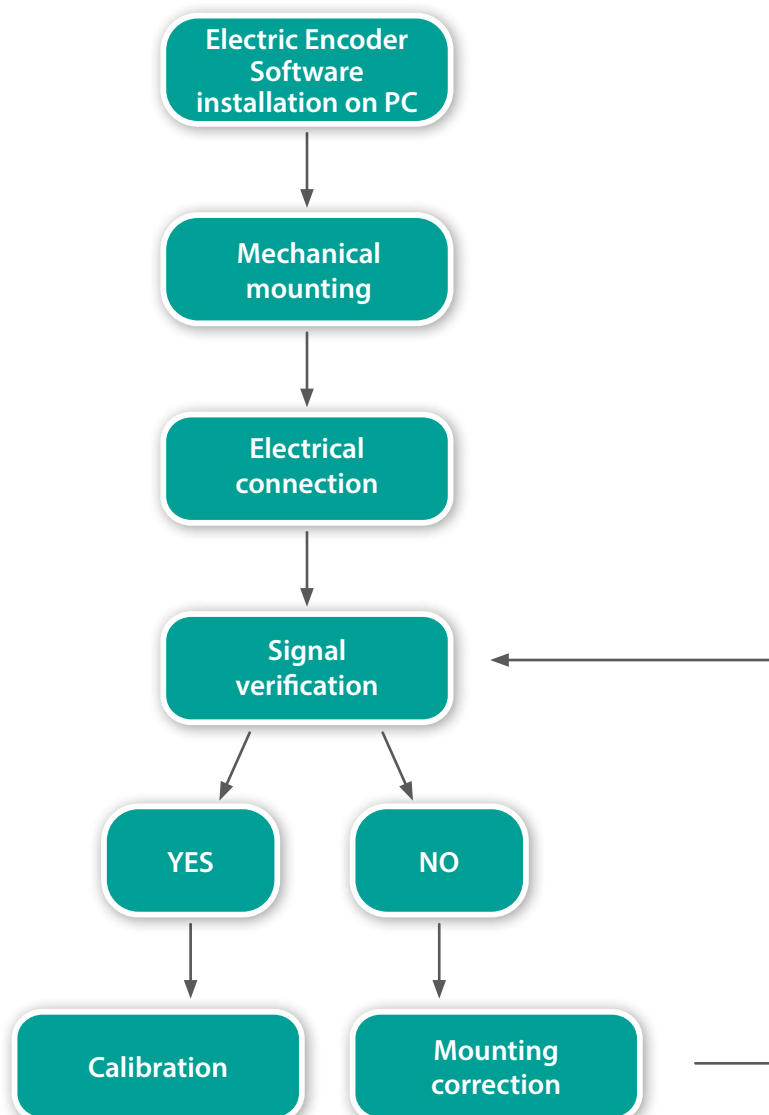 Electric Encoder
Software
installation on PC
Mechanical
mounting
Electrical
connection
Signal
verification
YES
NO
Calibration
Mounting
correction